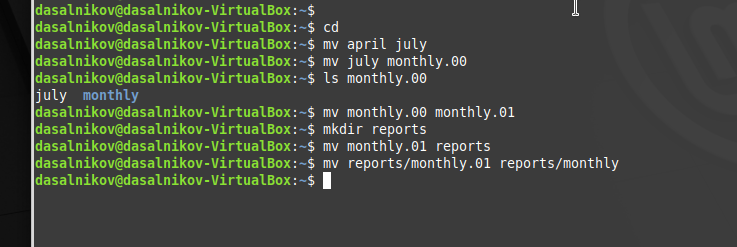 dasalnikov@dasalnikov-VirtualBox:~$
dasalnikov@dasalnikov-VirtualBox:~$ cd
dasalnikov@dasalnikov-VirtualBox:~$ mv april july
dasalnikov@dasalnikov-VirtualBox:~$ mv july monthly.00
dasalnikov@dasalnikov-VirtualBox:~$ ls monthly.00
july  monthly
dasalnikov@dasalnikov-VirtualBox:~$ mv monthly.00 monthly.01
dasalnikov@dasalnikov-VirtualBox:~$ mkdir reports
dasalnikov@dasalnikov-VirtualBox:~$ mv monthly.01 reports
dasalnikov@dasalnikov-VirtualBox:~$ mv reports/monthly.01 reports/monthly
dasalnikov@dasalnikov-VirtualBox:~$